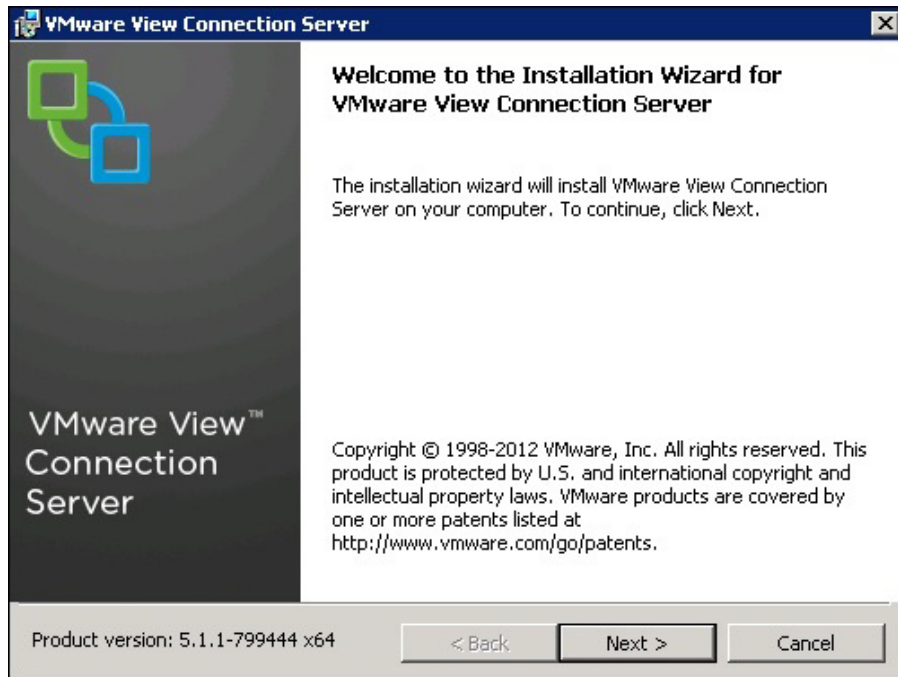 VMware View Connection Server
Welcome to the Installation Wizard for
VMware View Connection Server
The installation wizard will install VMware View Connection
Server on your computer. To continue, click Next.
VMware View™
Connection
Server
Copyright © 1998-2012 VMware, Inc. All rights reserved. This
product is protected by U.S. and international copyright and
intellectual property laws. VMware products are covered by
one or more patents listed at
http://www.vmware.com/go/patents.
Product version: 5.1.1-799444 x64
< Back
Next >
Cancel